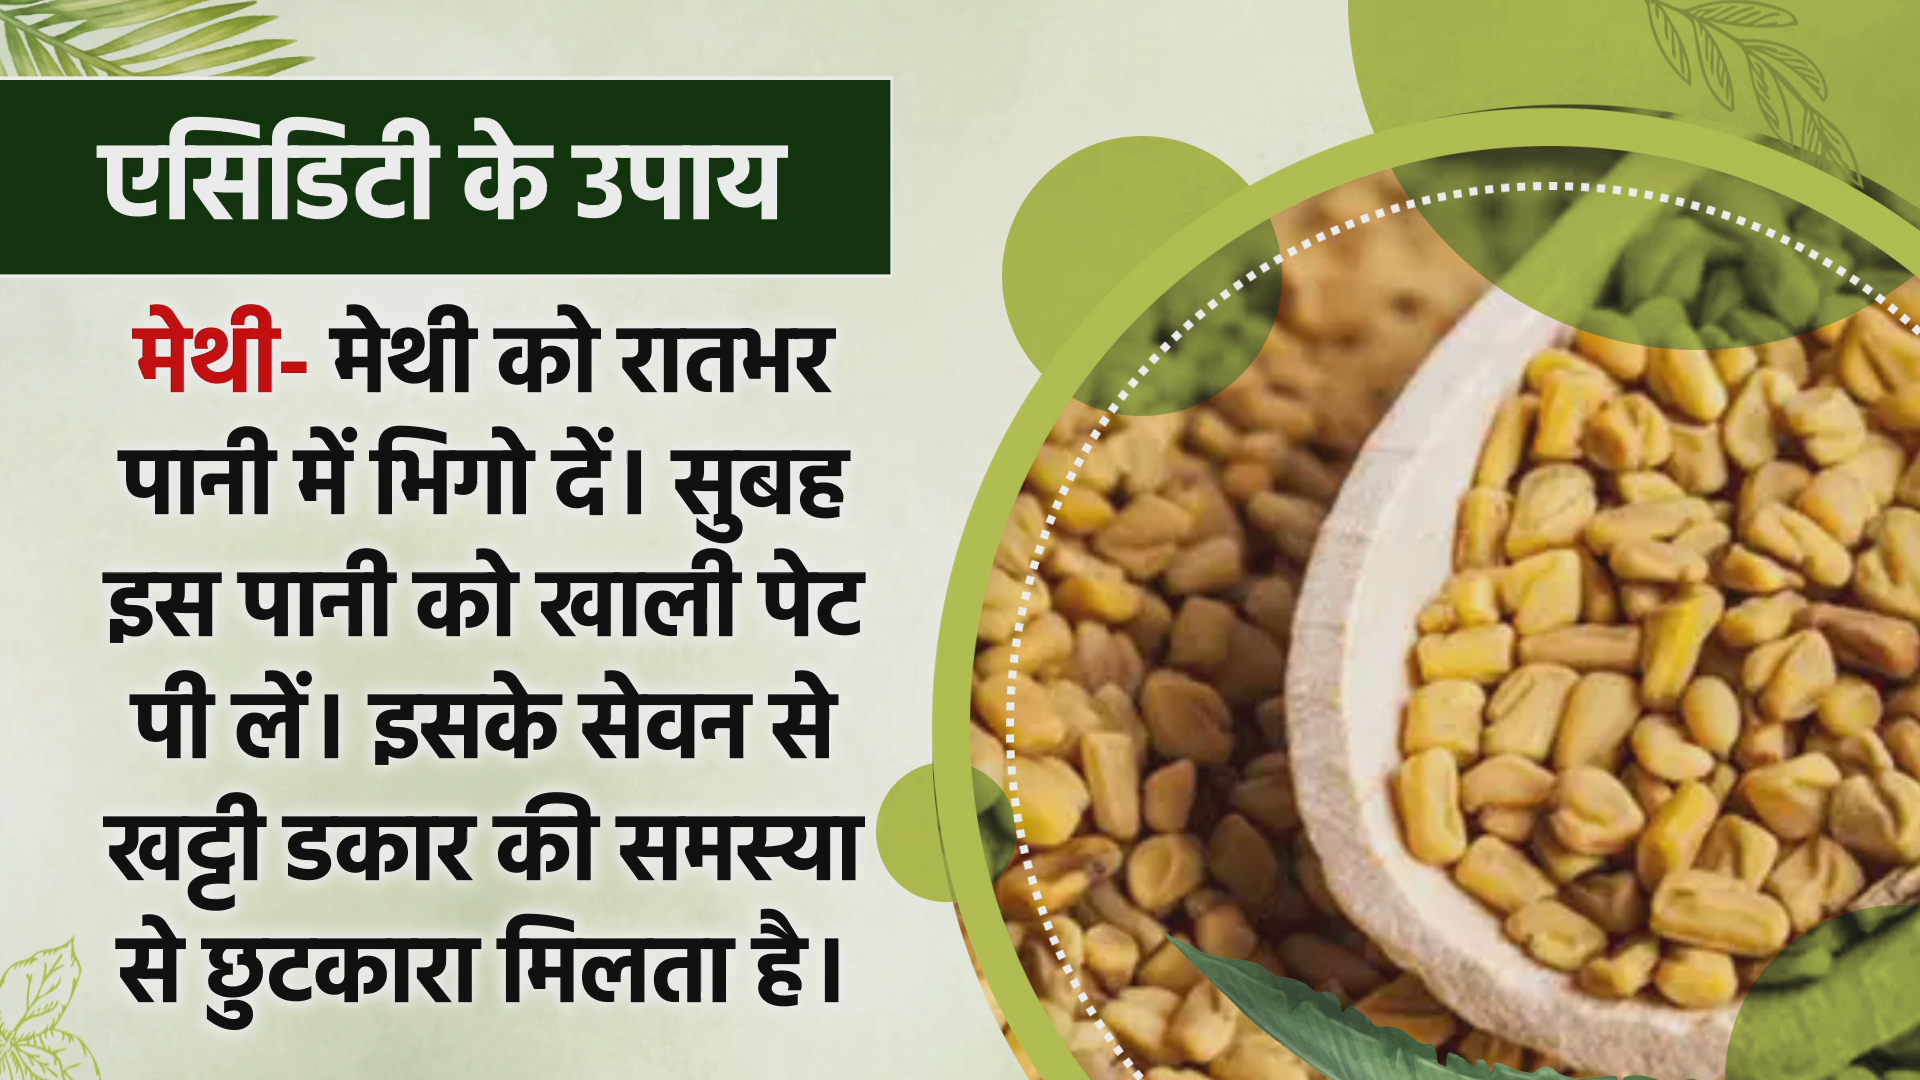 एसिडिटी के उपाय
मेथी- मेथी को रातभर
पानी में भिगो दें। सुबह
इस पानी को खाली पेट
पी लें। इसके सेवन से
खट्टी डकार की समस्या
से छुटकारा मिलता है।